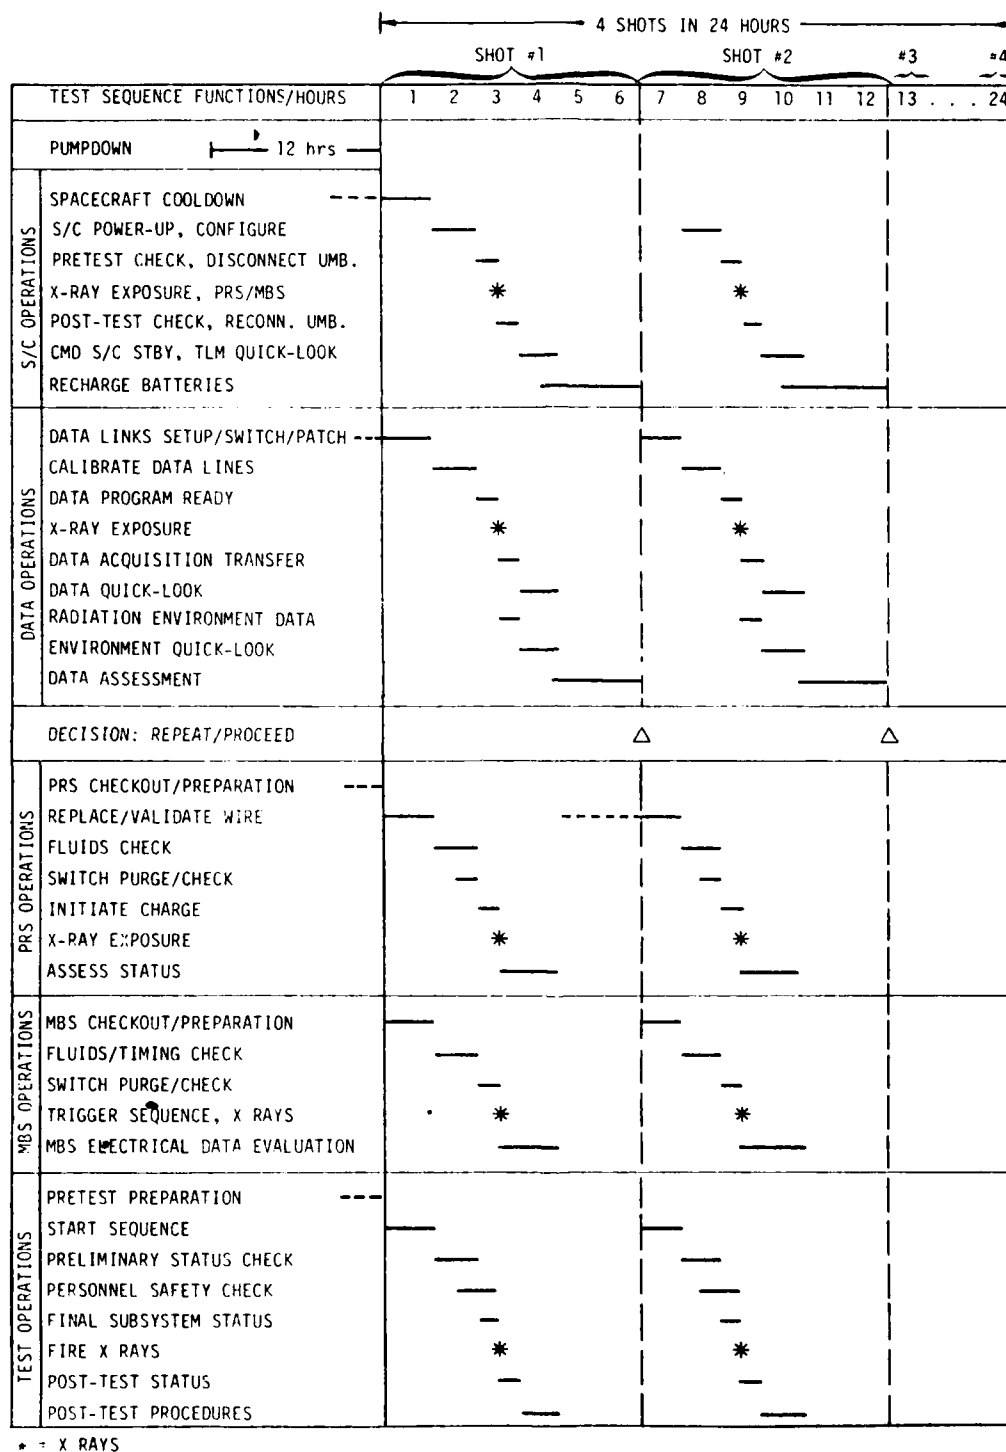 4 SHOTS IN 24 HOURS
SHOT #1 SHOT #2 #3 #4
TEST SEQUENCE FUNCTIONS/HOURS 1 2 3 4 5 6 7 8 9 10 11 12 13 . . . . 24
PUMPDOWN 12 hrs
S/C OPERATIONS
SPACECRAFT COOLDOWN
S/C POWER-UP, CONFIGURE
PRETEST CHECK, DISCONNECT UMB.
X-RAY EXPOSURE, PRS/MBS
POST-TEST CHECK, RECONN. UMB.
CMD S/C STBY, TLM QUICK-LOOK
RECHARGE BATTERIES
DATA OPERATIONS
DATA LINKS SETUP/SWITCH/PATCH
CALIBRATE DATA LINES
DATA PROGRAM READY
X-RAY EXPOSURE
DATA ACQUISITION TRANSFER
DATA QUICK-LOOK
RADIATION ENVIRONMENT DATA
ENVIRONMENT QUICK-LOOK
DATA ASSESSMENT
DECISION: REPEAT/PROCEED
PRS OPERATIONS
PRS CHECKOUT/PREPARATION
REPLACE/VALIDATE WIRE
FLUIDS CHECK
SWITCH PURGE/CHECK
INITIATE CHARGE
X-RAY EXPOSURE
ASSESS STATUS
MBS OPERATIONS
MBS CHECKOUT/PREPARATION
FLUIDS/TIMING CHECK
SWITCH PURGE/CHECK
TRIGGER SEQUENCE, X RAYS
MBS ELECTRICAL DATA EVALUATION
TEST OPERATIONS
PRETEST PREPARATION
START SEQUENCE
PRELIMINARY STATUS CHECK
PERSONNEL SAFETY CHECK
FINAL SUBSYSTEM STATUS
FIRE X RAYS
POST-TEST STATUS
POST-TEST PROCEDURES
* = X RAYS